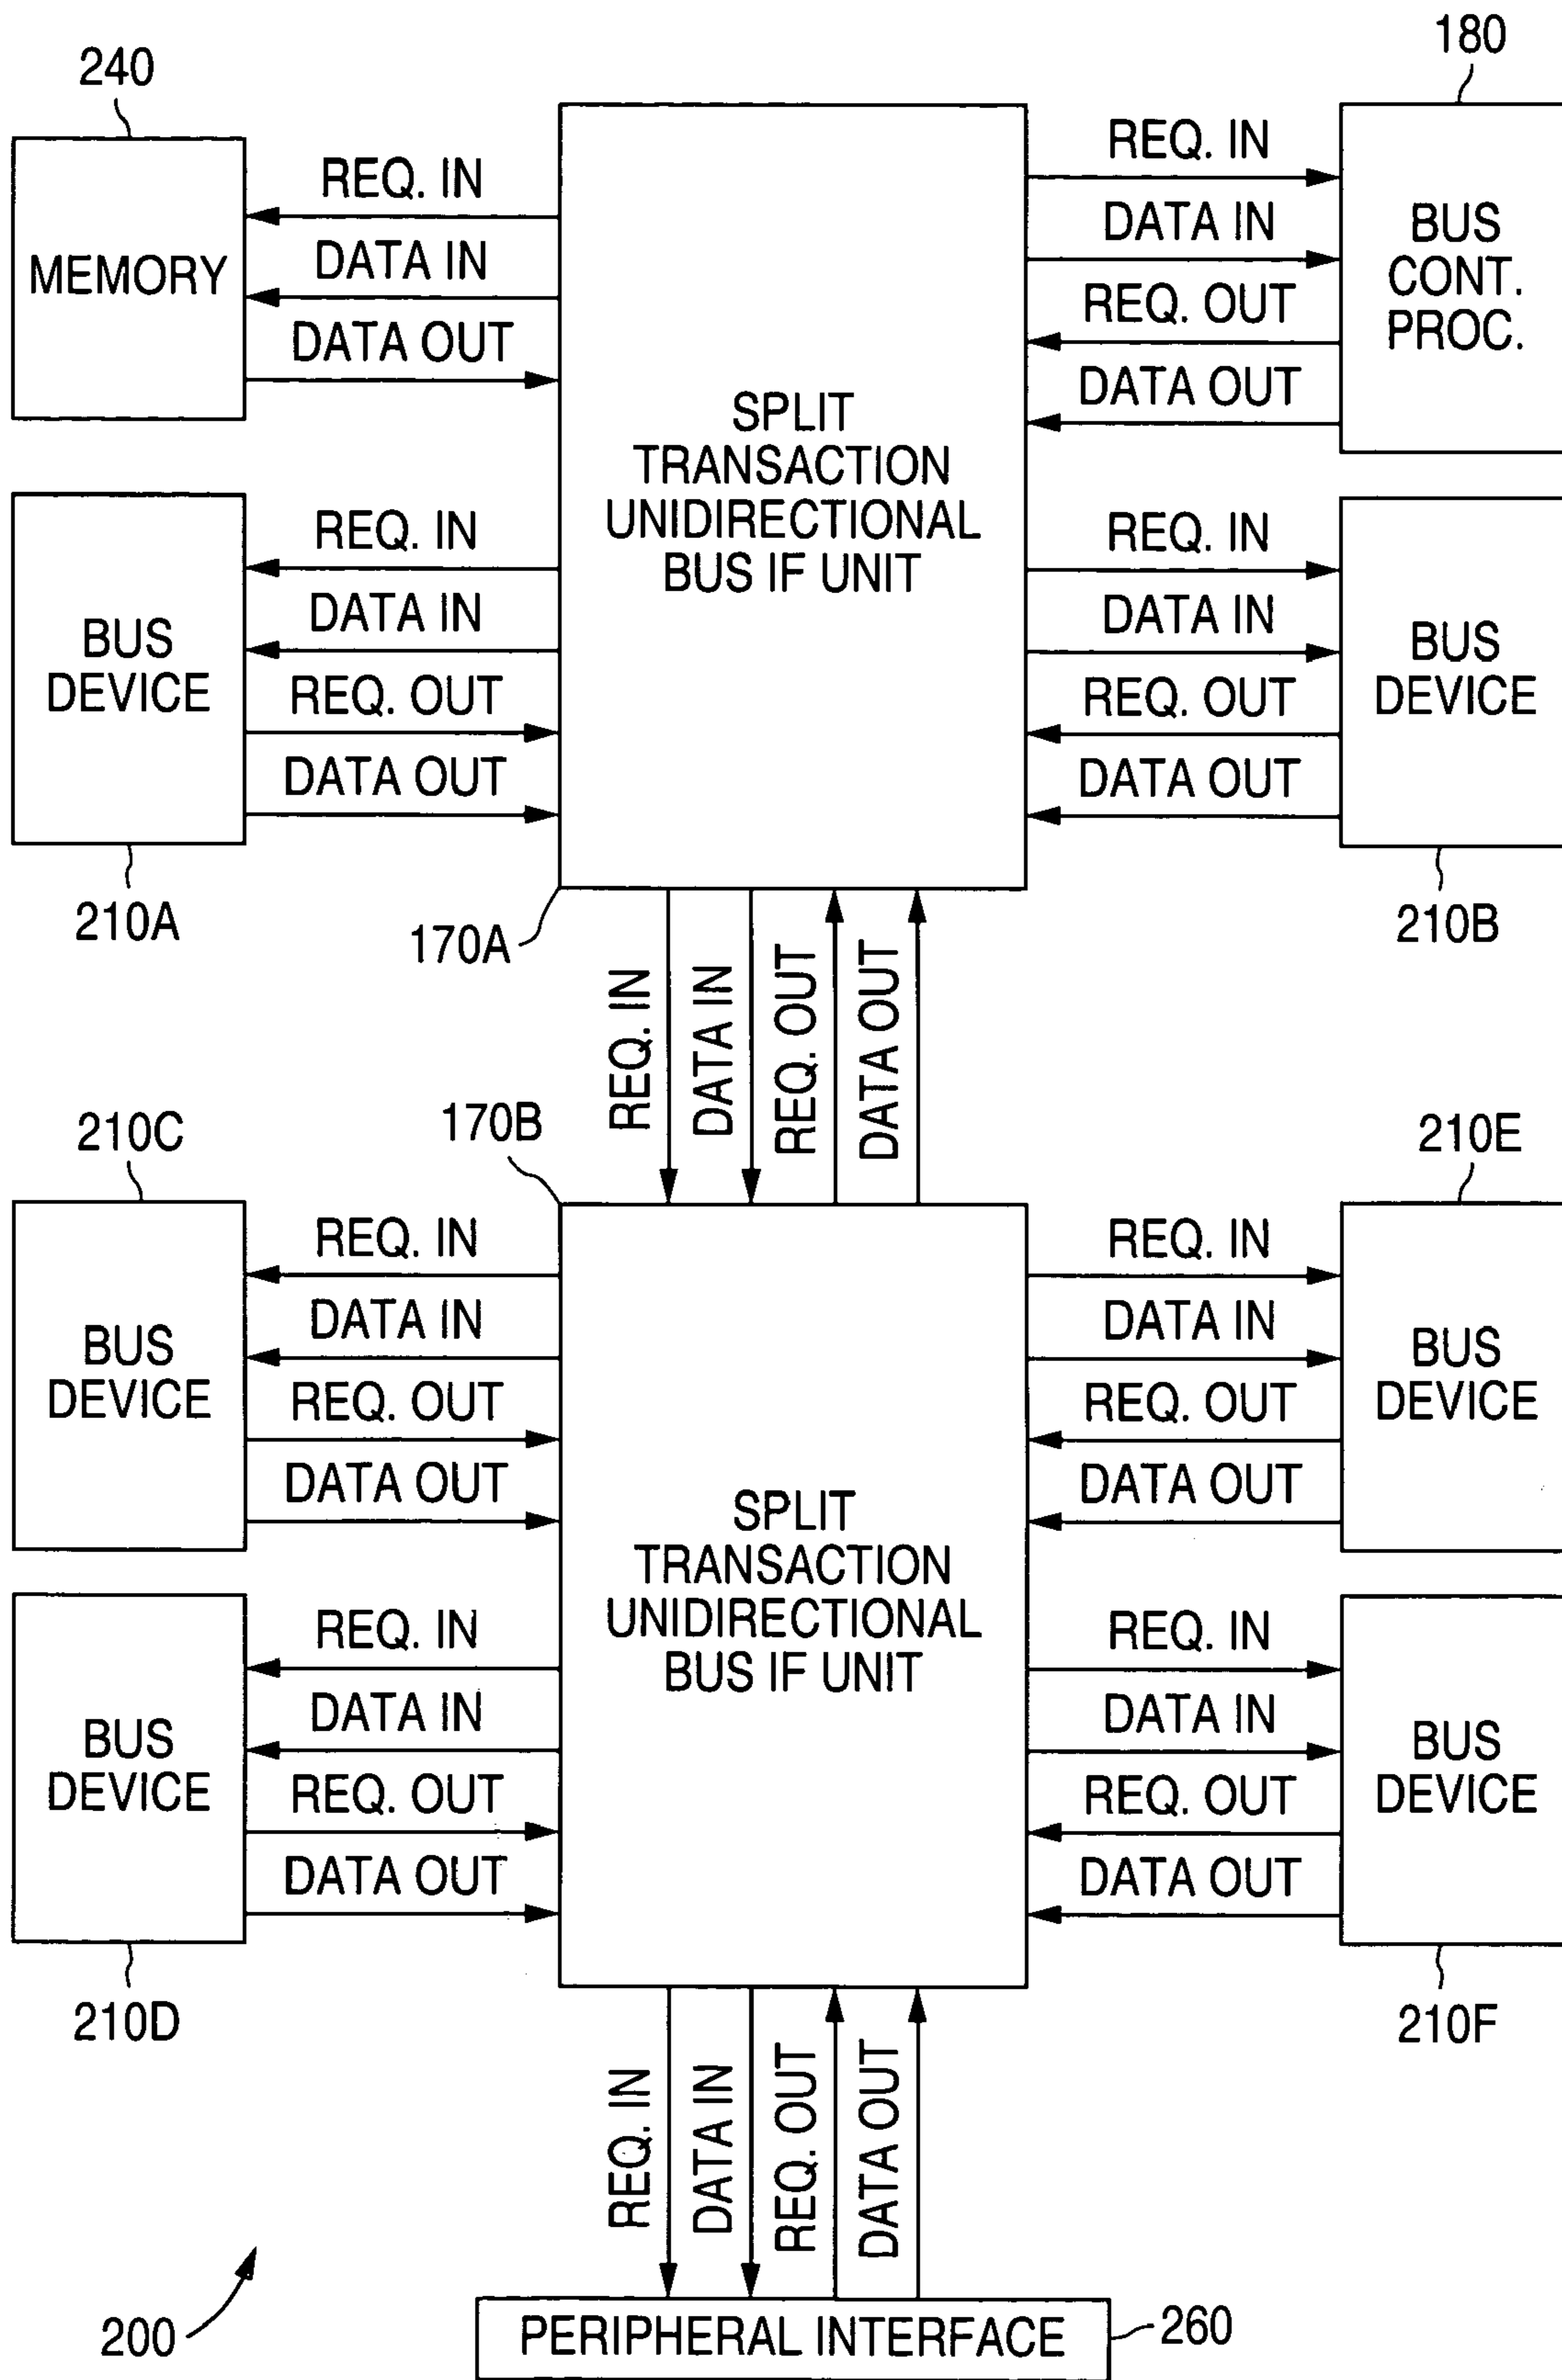 240
180
MEMORY
REQ. IN
DATA IN
DATA OUT
SPLIT
TRANSACTION
UNIDIRECTIONAL
BUS IF UNIT
REQ. IN
DATA IN
REQ. OUT
DATA OUT
BUS
CONT.
PROC.
BUS
DEVICE
REQ. IN
DATA IN
REQ. OUT
DATA OUT
REQ. IN
DATA IN
REQ. OUT
DATA OUT
BUS
DEVICE
210A
170A
210B
REQ. IN
DATA IN
REQ. OUT
DATA OUT
210C
170B
210E
BUS
DEVICE
REQ. IN
DATA IN
REQ. OUT
DATA OUT
SPLIT
TRANSACTION
UNIDIRECTIONAL
BUS IF UNIT
REQ. IN
DATA IN
REQ. OUT
DATA OUT
BUS
DEVICE
BUS
DEVICE
REQ. IN
DATA IN
REQ. OUT
DATA OUT
REQ. IN
DATA IN
REQ. OUT
DATA OUT
BUS
DEVICE
210D
210F
REQ. IN
DATA IN
REQ. OUT
DATA OUT
200
PERIPHERAL INTERFACE
260